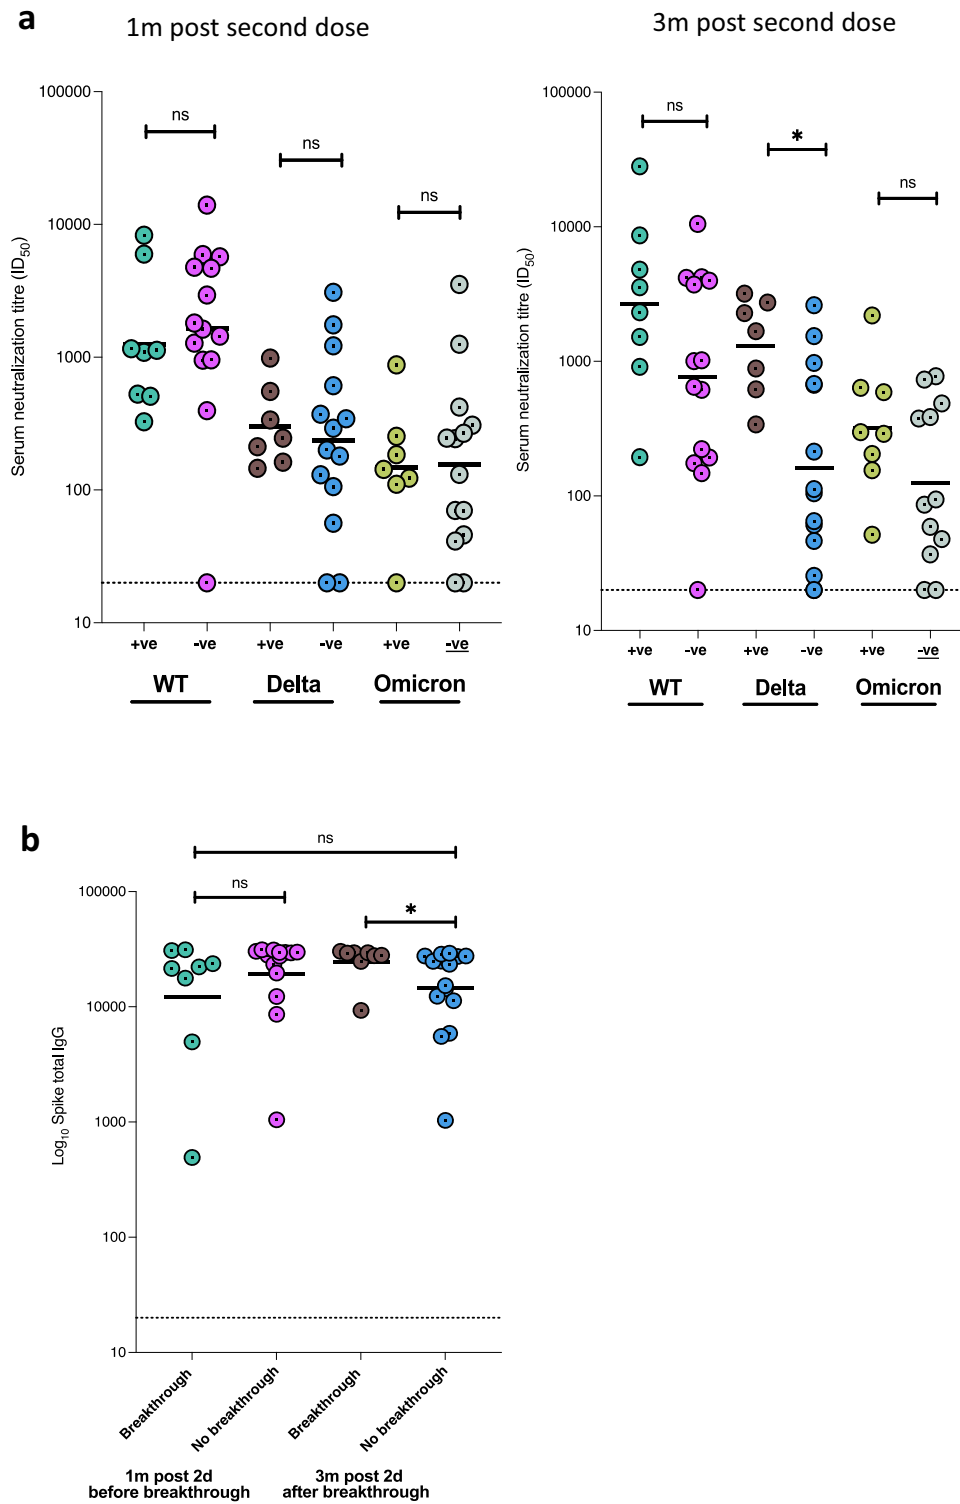 a
1m post second dose
3m post second dose
Serum neutralization titre (ID50)
100000
10000
1000
100
10
ns
ns
ns
+ve
-ve
+ve
-ve
+ve
-ve
WT
Delta
Omicron
Serum neutralization titre (ID50)
100000
10000
1000
100
10
ns
*
ns
+ve
-ve
+ve
-ve
+ve
-ve
WT
Delta
Omicron
b
Log10 Spike total IgG
100000
10000
1000
100
10
ns
ns
*
Breakthrough
No breakthrough
Breakthrough
No breakthrough
1m post 2d
before breakthrough
3m post 2d
after breakthrough